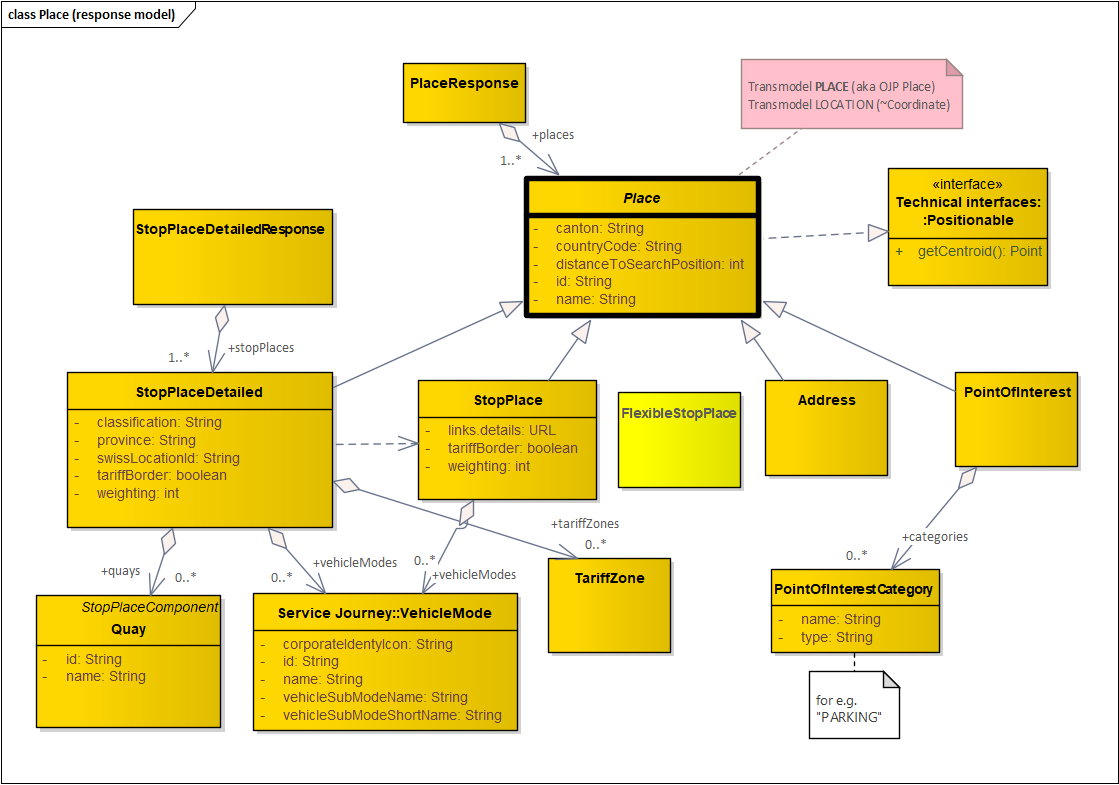 class Place (response model)
PlaceResponse
Transmodel PLACE (aka OJP Place)
Transmodel LOCATION (~Coordinate)
+places
1..*
Place
- canton: String
- countryCode: String
- distanceToSearchPosition: int
- id: String
- name: String
«interface»
Technical interfaces:
:Positionable
+ getCentroid(): Point
StopPlaceDetailedResponse
+stopPlaces
1..*
StopPlaceDetailed
- classification: String
- province: String
- swissLocationId: String
- tariffBorder: boolean
- weighting: int
StopPlace
- links.details: URL
- tariffBorder: boolean
- weighting: int
FlexibleStopPlace
Address
PointOfInterest
+tariffZones
0..*
+categories
0..*
+quays
0..*
+vehicleModes
0..*
0..*
+vehicleModes
TariffZone
PointOfInterestCategory
- name: String
- type: String
StopPlaceComponent
Quay
- id: String
- name: String
Service Journey::VehicleMode
- corporateIdentyIcon: String
- id: String
- name: String
- vehicleSubModeName: String
- vehicleSubModeShortName: String
for e.g.
"PARKING"